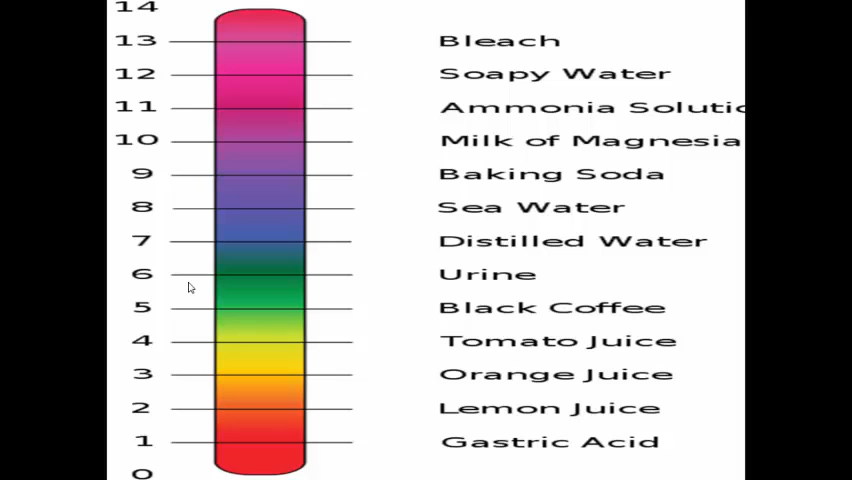 14
13 Bleach
12 Soapy Water
11 Ammonia Solutio
10 Milk of Magnesia
9 Baking Soda
8 Sea Water
7 Distilled Water
6 Urine
5 Black Coffee
4 Tomato Juice
3 Orange Juice
2 Lemon Juice
1 Gastric Acid
0